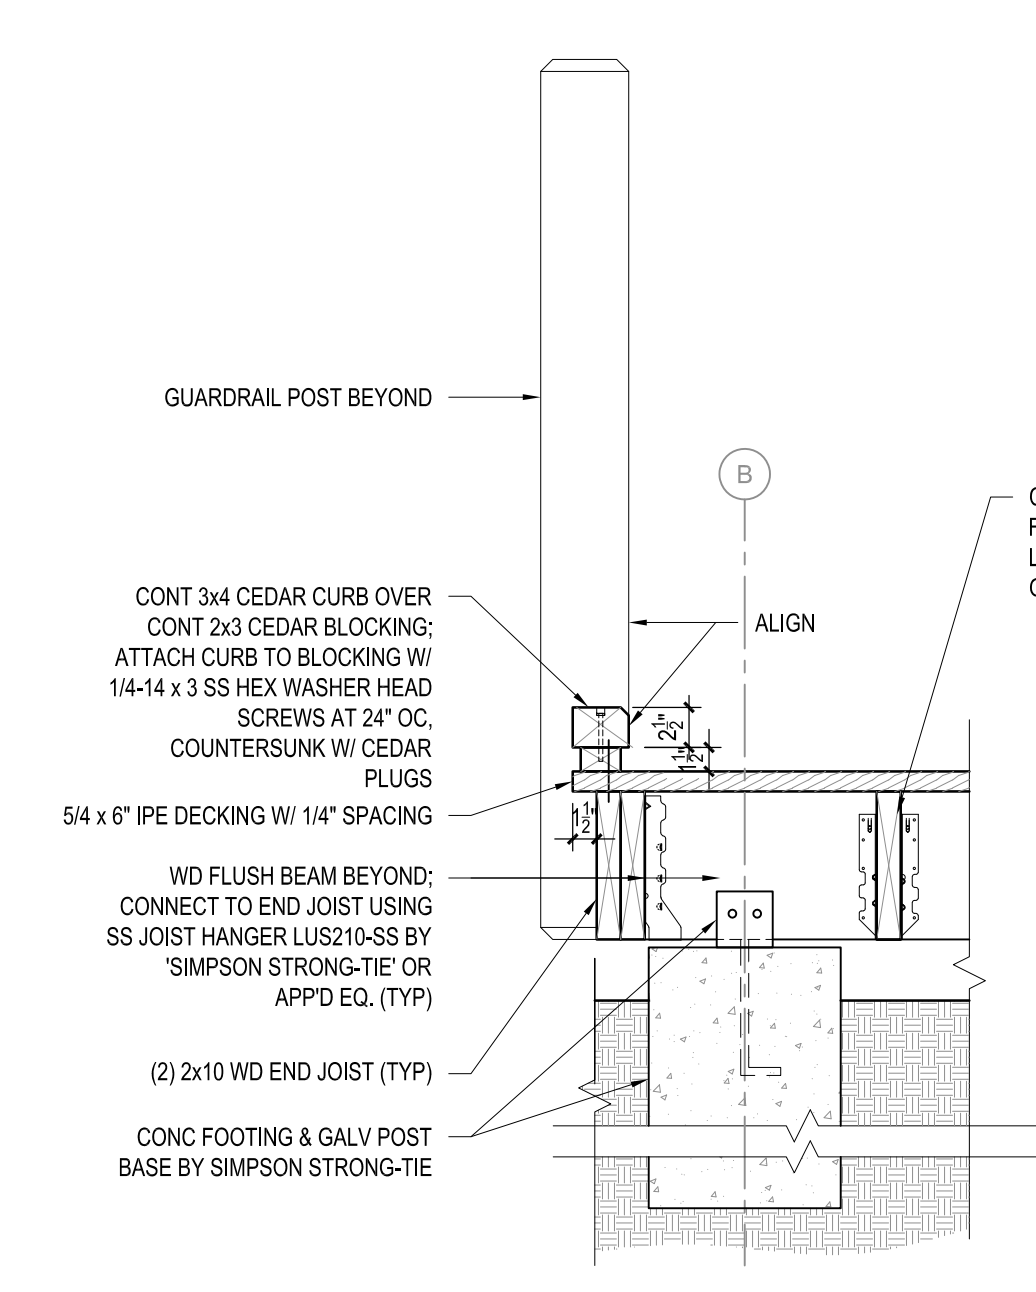 GUARDRAIL POST BEYOND
B
CONT 3x4 CEDAR CURB OVER
CONT 2x3 CEDAR BLOCKING;
ATTACH CURB TO BLOCKING W/
1/4-14 x 3 SS HEX WASHER HEAD
SCREWS AT 24" OC,
COUNTERSUNK W/ CEDAR
PLUGS
ALIGN
2 1/2"
1 1/2"
5/4 x 6" IPE DECKING W/ 1/4" SPACING
1 1/2"
WD FLUSH BEAM BEYOND;
CONNECT TO END JOIST USING
SS JOIST HANGER LUS210-SS BY
'SIMPSON STRONG-TIE' OR
APP'D EQ. (TYP)
(2) 2x10 WD END JOIST (TYP)
CONC FOOTING & GALV POST
BASE BY SIMPSON STRONG-TIE